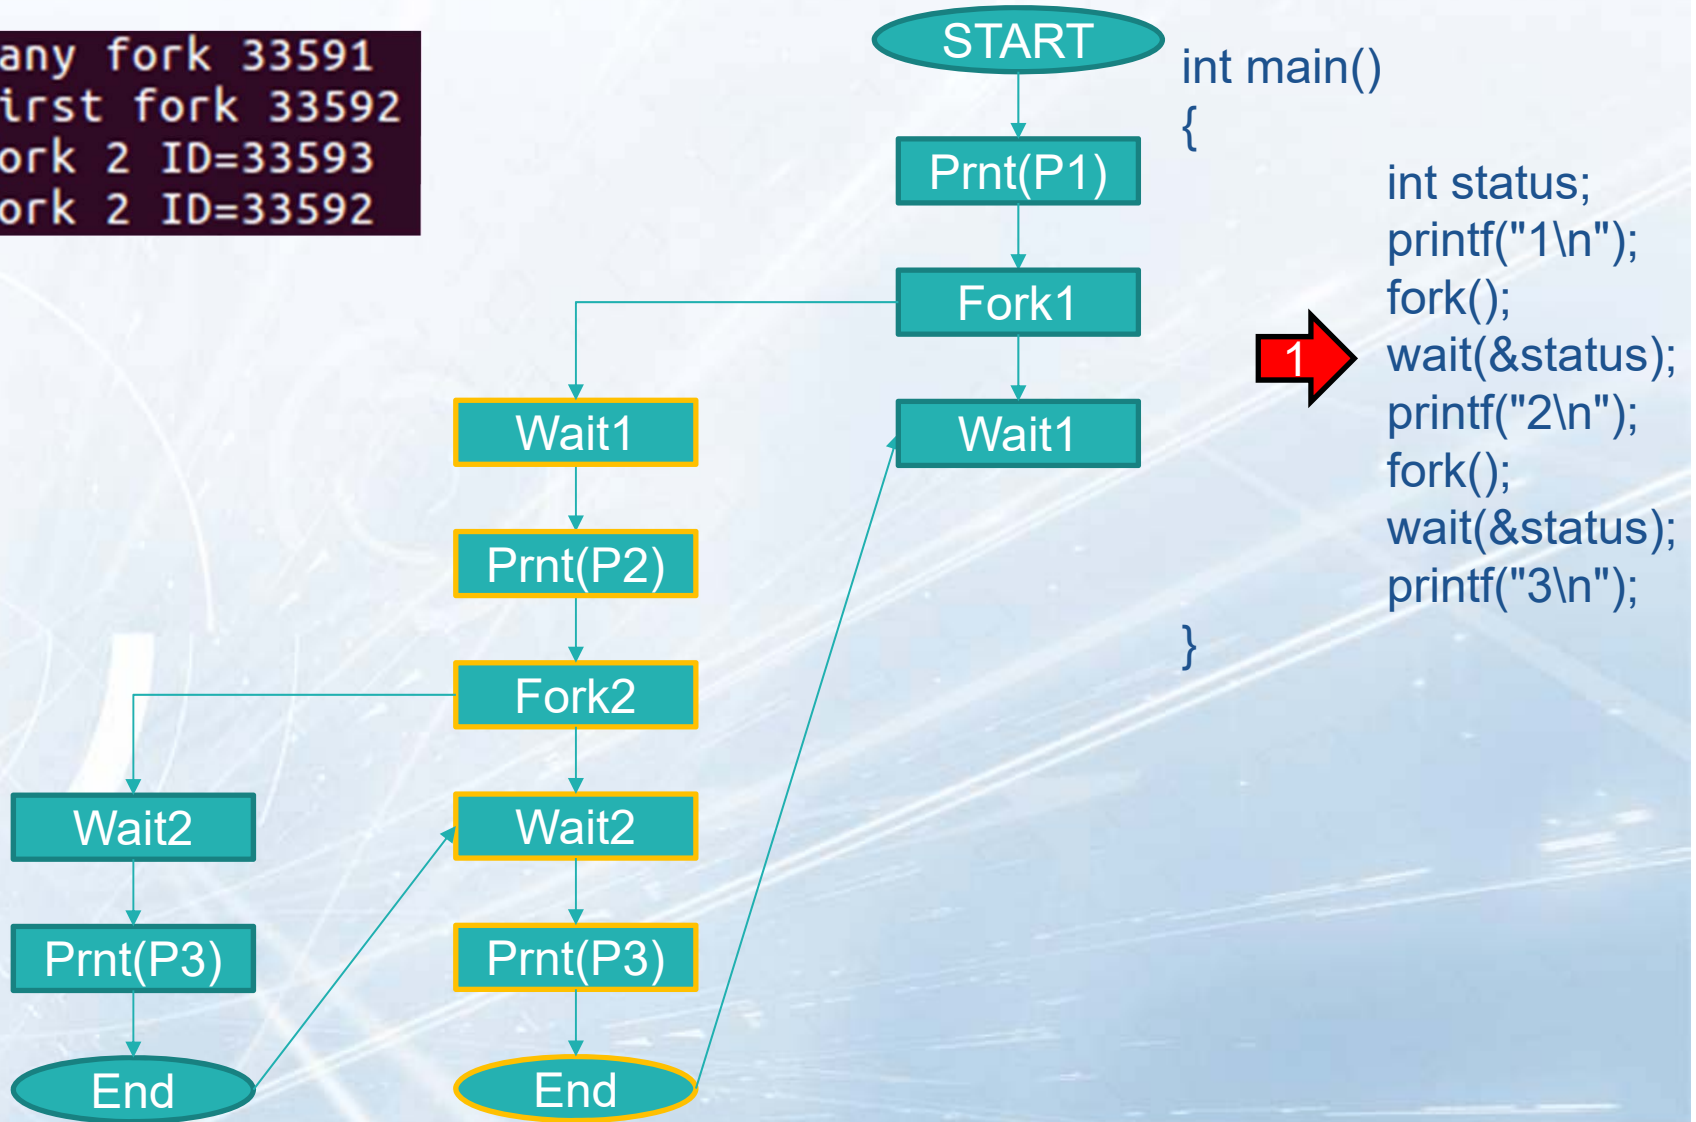 any fork 33591
irst fork 33592
ork 2 ID=33593
ork 2 ID=33592
START
Prnt(P1)
Fork1
Wait1
Wait1
Prnt(P2)
Fork2
Wait2
Wait2
Prnt(P3)
Prnt(P3)
End
End
int main()
{
int status;
printf("1\n");
fork();
1
wait(&status);
printf("2\n");
fork();
wait(&status);
printf("3\n");
}